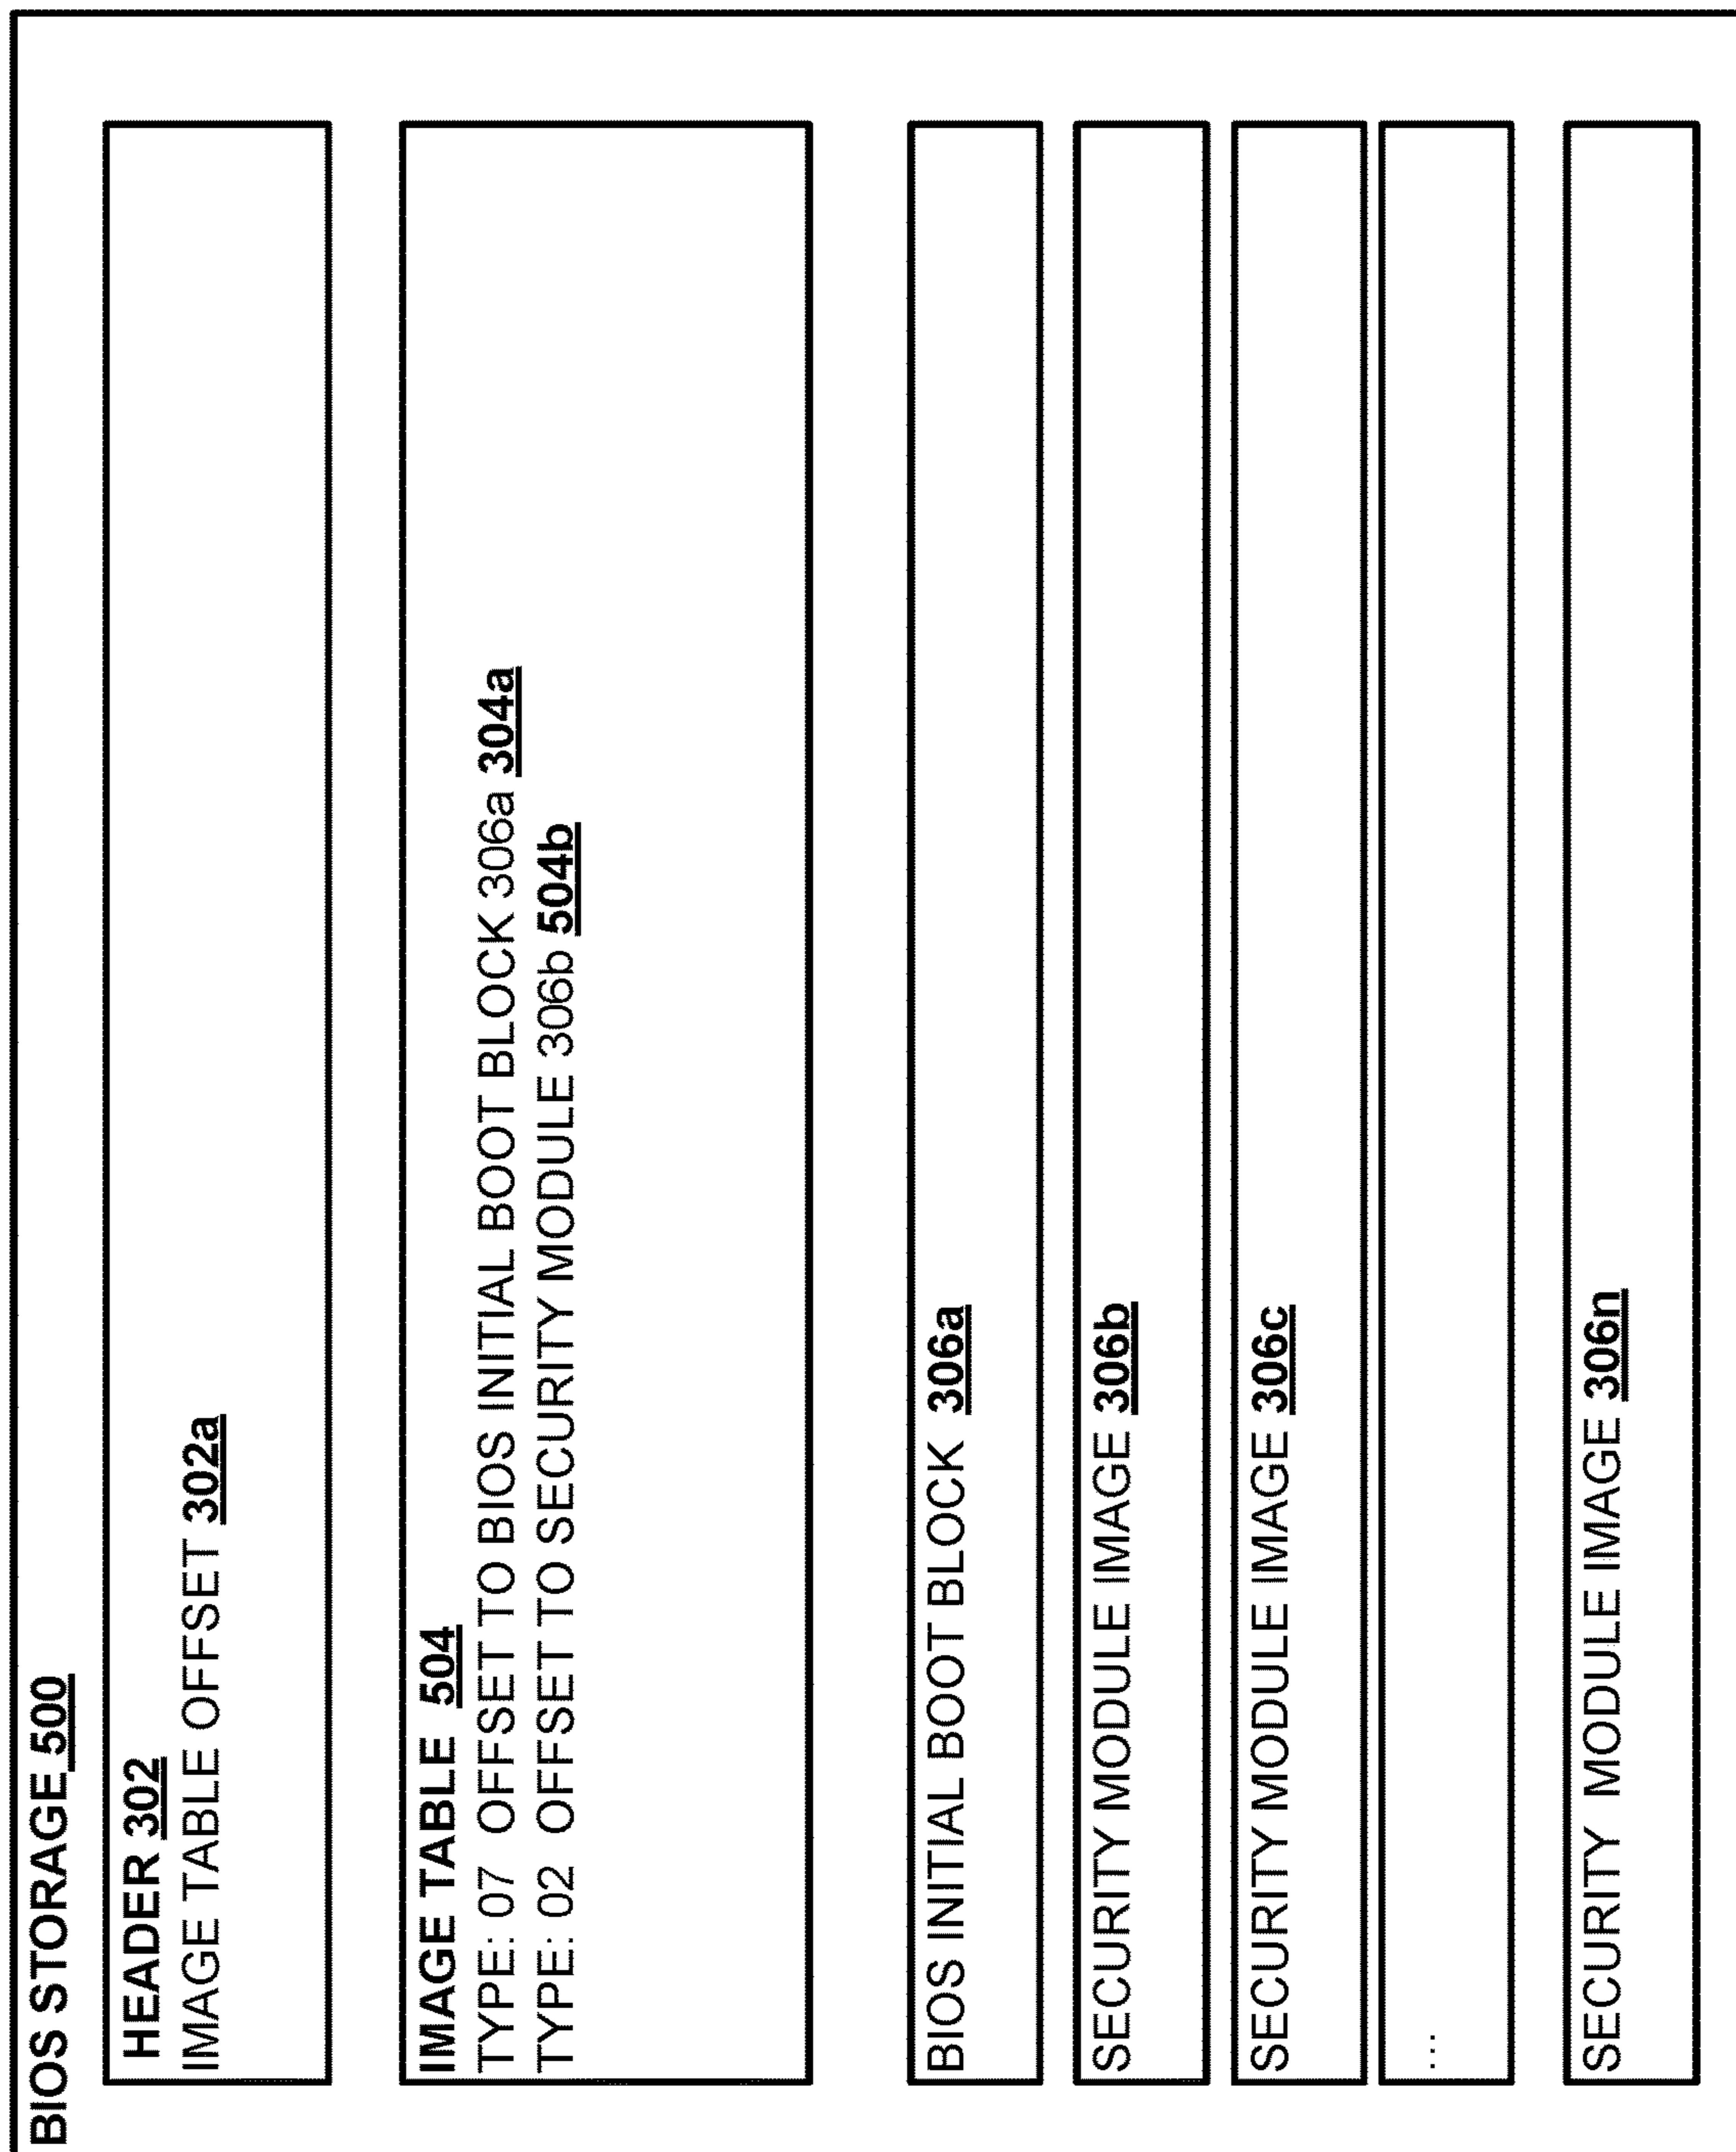 BIOS STORAGE 500
HEADER 302
IMAGE TABLE OFFSET 302a
IMAGE TABLE 504
TYPE: 07 OFFSET TO BIOS INITIAL BOOT BLOCK 306a 304a
TYPE: 02 OFFSET TO SECURITY MODULE 306b 504b
BIOS INITIAL BOOT BLOCK 306a
SECURITY MODULE IMAGE 306b
SECURITY MODULE IMAGE 306c
...
SECURITY MODULE IMAGE 306n